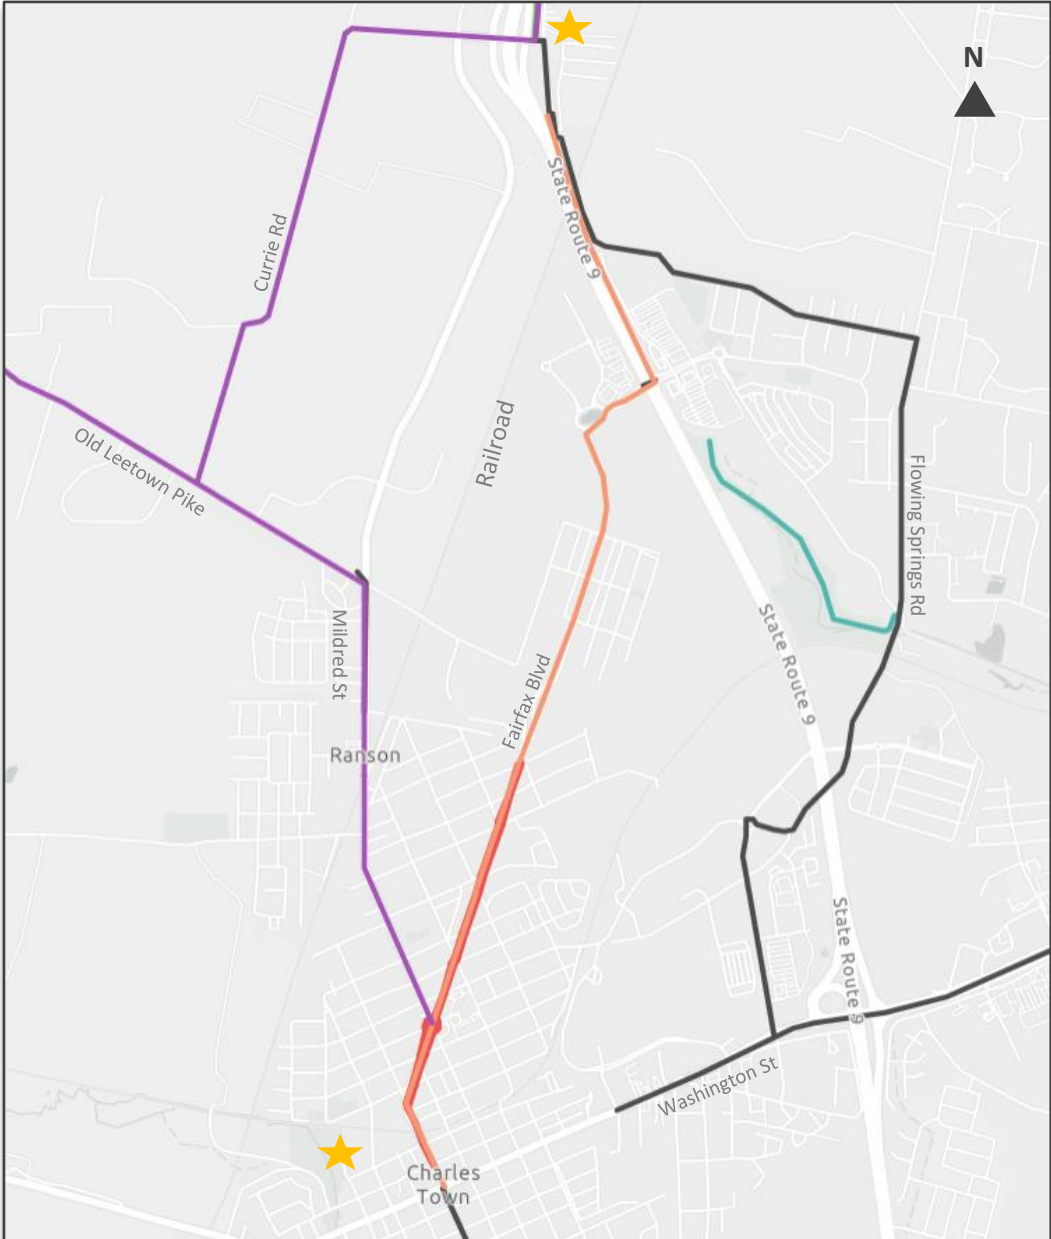 N
State Route 9
Currie Rd
Railroad
Old Leetown Pike
Flowing Springs Rd
Mildred St
State Route 9
Fairfax Blvd
Ranson
State Route 9
Washington St
Charles
Town